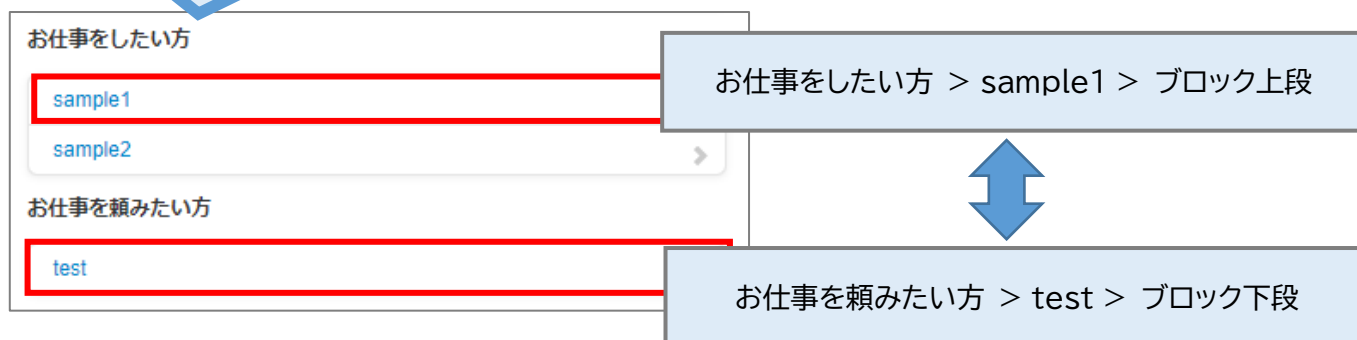 お仕事をしたい方
sample1
お仕事をしたい方 > sample1 > ブロック上段
sample2
お仕事を頼みたい方
test
お仕事を頼みたい方 > test > ブロック下段